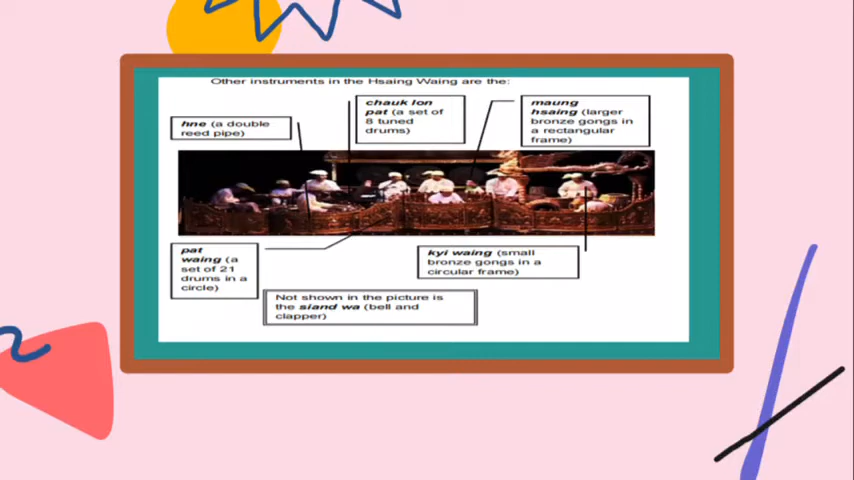 Other instruments in the Hsaing Waing are the:
chauk lon
pat (a set of
8 tuned
drums)
maung
hsaing (larger
bronze gongs in
a rectangular
frame)
hne (a double
reed pipe)
pat
waing (a
set of 21
drums in a
circle)
kyi waing (small
bronze gongs in a
circular frame)
Not shown in the picture is
the siand wa (bell and
clapper)